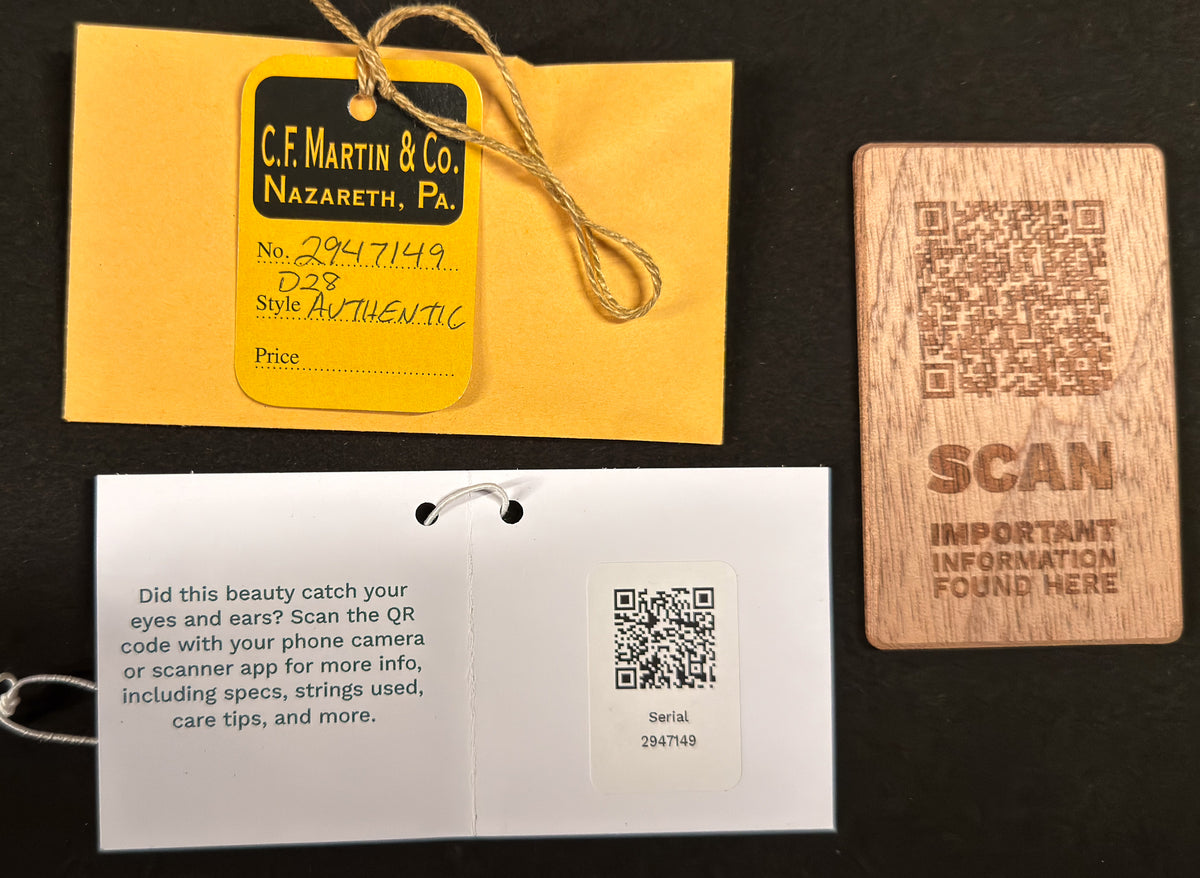 C.F. MARTIN & CO.
NAZARETH, PA.
No. 2947149
D28
Style AUTHENTIC
Price
Did this beauty catch your
eyes and ears? Scan the QR
code with your phone camera
or scanner app for more info,
including specs, strings used,
care tips, and more.
Serial
2947149
SCAN
IMPORTANT
INFORMATION
FOUND HERE